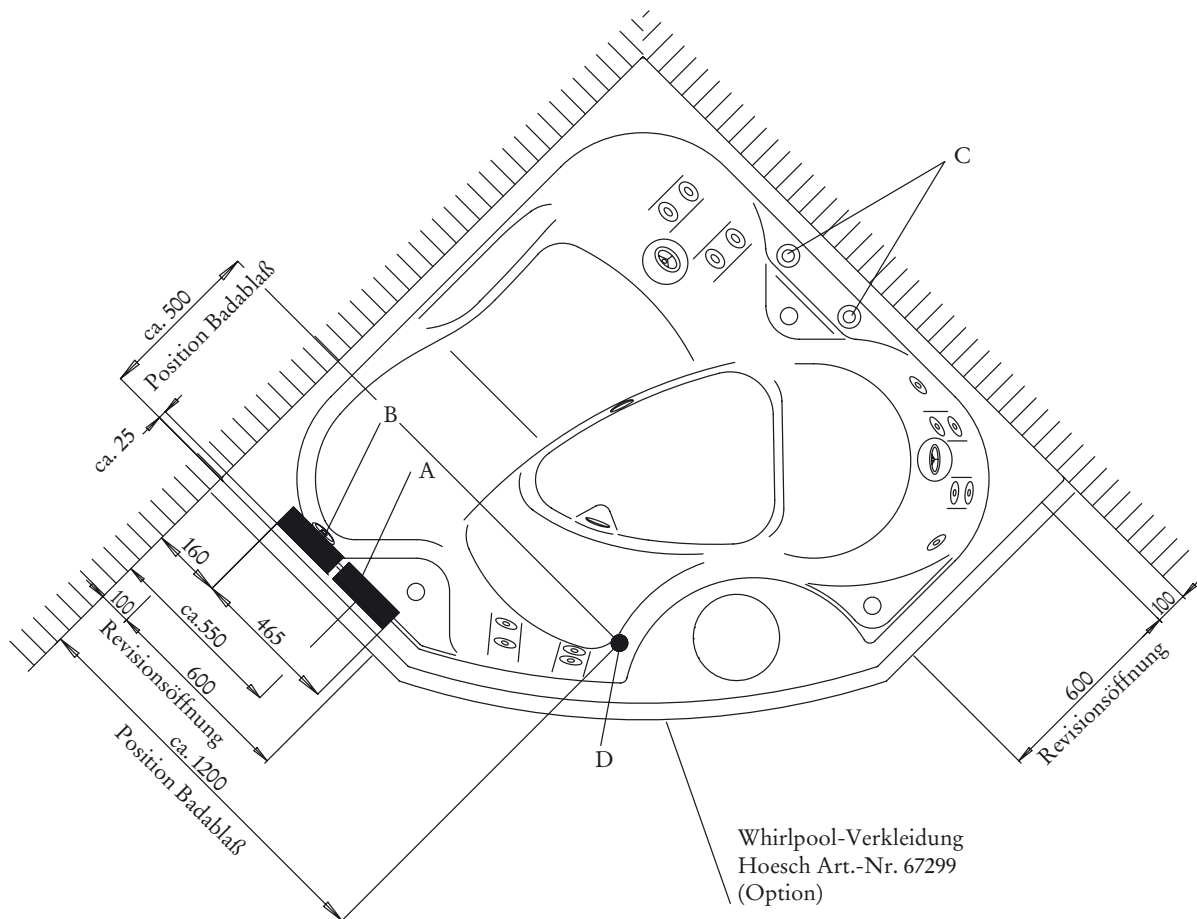 C
ca. 500
Position Badablaß
ca. 25
B
A
160
100
ca.550
465
Revisionsöffnung
600
ca. 1200
Position Badablaß
D
100
600
Revisionsöffnung
Whirlpool-Verkleidung
Hoesch Art.-Nr. 67299
(Option)